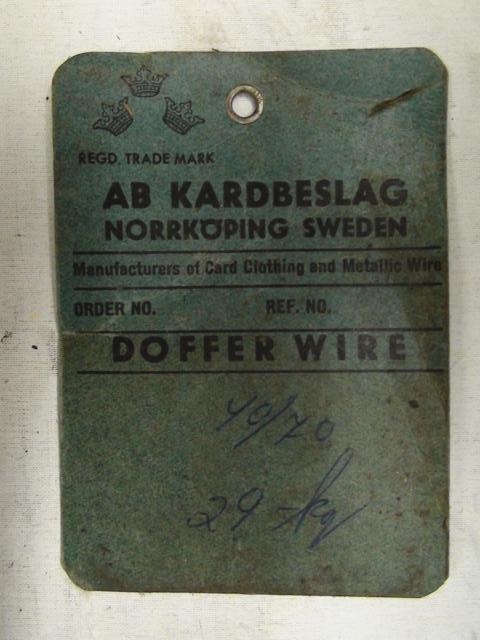 REGD. TRADE MARK
AB KARDBESLAG
NORRKÖPING SWEDEN
Manufacturers of Card Clothing and Metallic Wire
ORDER NO. REF. NO.
DOFFER WIRE
40/70
29 kg